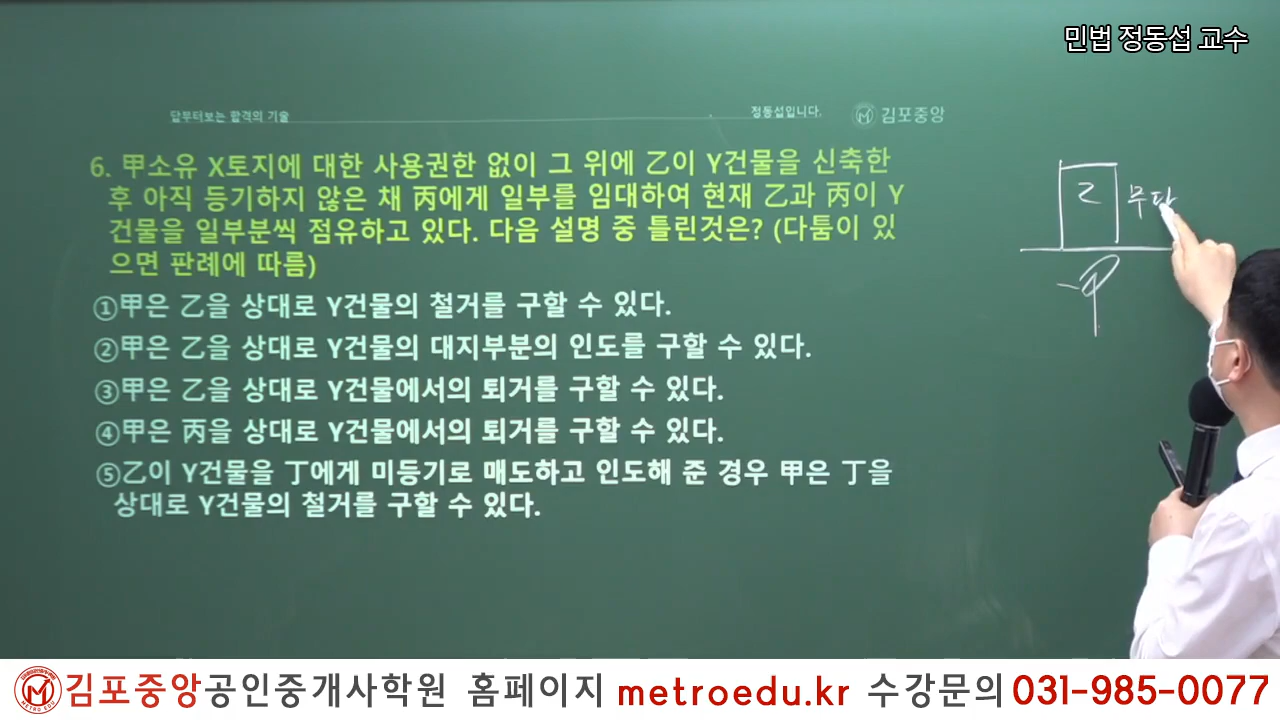 민법 정동섭 교수
답부터보는 합격의 기술
정동섭입니다.
김포중앙
6. 甲소유 X토지에 대한 사용권한 없이 그 위에 乙이 Y건물을 신축한
후 아직 등기하지 않은 채 丙에게 일부를 임대하여 현재 乙과 丙이 Y
건물을 일부분씩 점유하고 있다. 다음 설명 중 틀린것은? (다툼이 있
으면 판례에 따름)
①甲은 乙을 상대로 Y건물의 철거를 구할 수 있다.
②甲은 乙을 상대로 Y건물의 대지부분의 인도를 구할 수 있다.
③甲은 乙을 상대로 Y건물에서의 퇴거를 구할 수 있다.
④甲은 丙을 상대로 Y건물에서의 퇴거를 구할 수 있다.
⑤乙이 Y건물을 丁에게 미등기로 매도하고 인도해 준 경우 甲은 丁을
상대로 Y건물의 철거를 구할 수 있다.
乙 무단
甲
김포중앙공인중개사학원 홈페이지 metroedu.kr 수강문의 031-985-0077